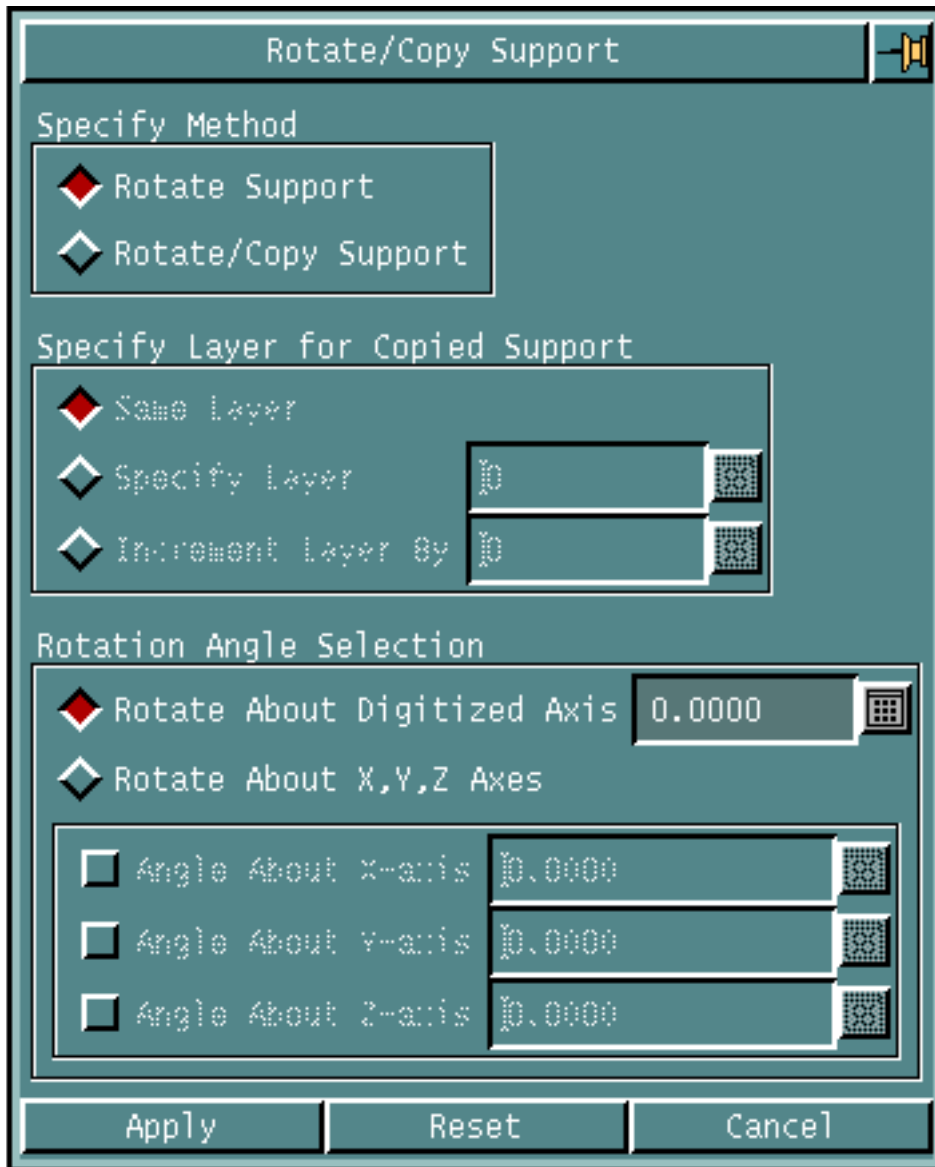 Rotate/Copy Support
Specify Method
Rotate Support
Rotate/Copy Support
Specify Layer for Copied Support
Same Layer
Specify Layer 0
Increment Layer By 0
Rotation Angle Selection
Rotate About Digitized Axis 0.0000
Rotate About X,Y,Z Axes
Angle About X-axis 0.0000
Angle About Y-axis 0.0000
Angle About Z-axis 0.0000
Apply Reset Cancel